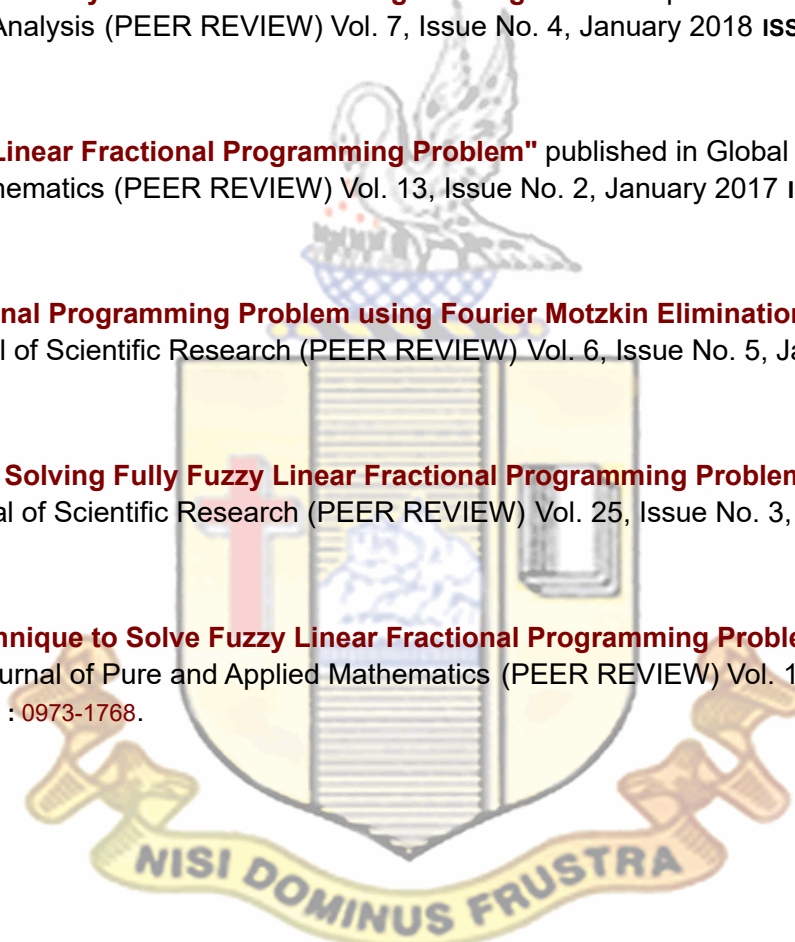 Analysis (PEER REVIEW) Vol. 7, Issue No. 4, January 2018 ISS
Linear Fractional Programming Problem" published in Global
hematics (PEER REVIEW) Vol. 13, Issue No. 2, January 2017 I
nal Programming Problem using Fourier Motzkin Elimination
l of Scientific Research (PEER REVIEW) Vol. 6, Issue No. 5, Ja
Solving Fully Fuzzy Linear Fractional Programming Problem
al of Scientific Research (PEER REVIEW) Vol. 25, Issue No. 3,
hnique to Solve Fuzzy Linear Fractional Programming Proble
urnal of Pure and Applied Mathematics (PEER REVIEW) Vol. 1
: 0973-1768.
NISI DOMINUS FRUSTRA